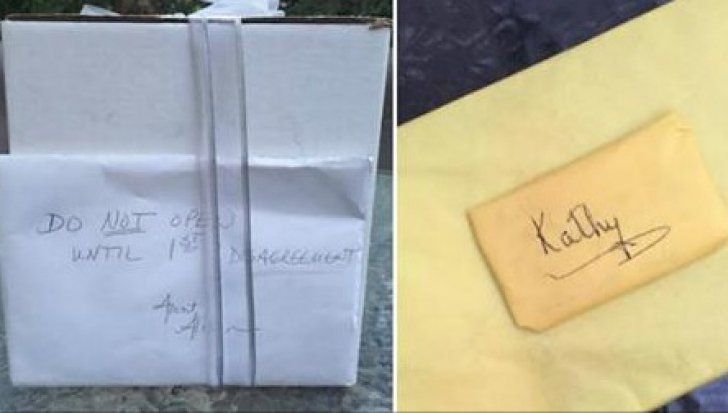 DO NOT OPEN
UNTIL 1st DISAGREEMENT
Kathy